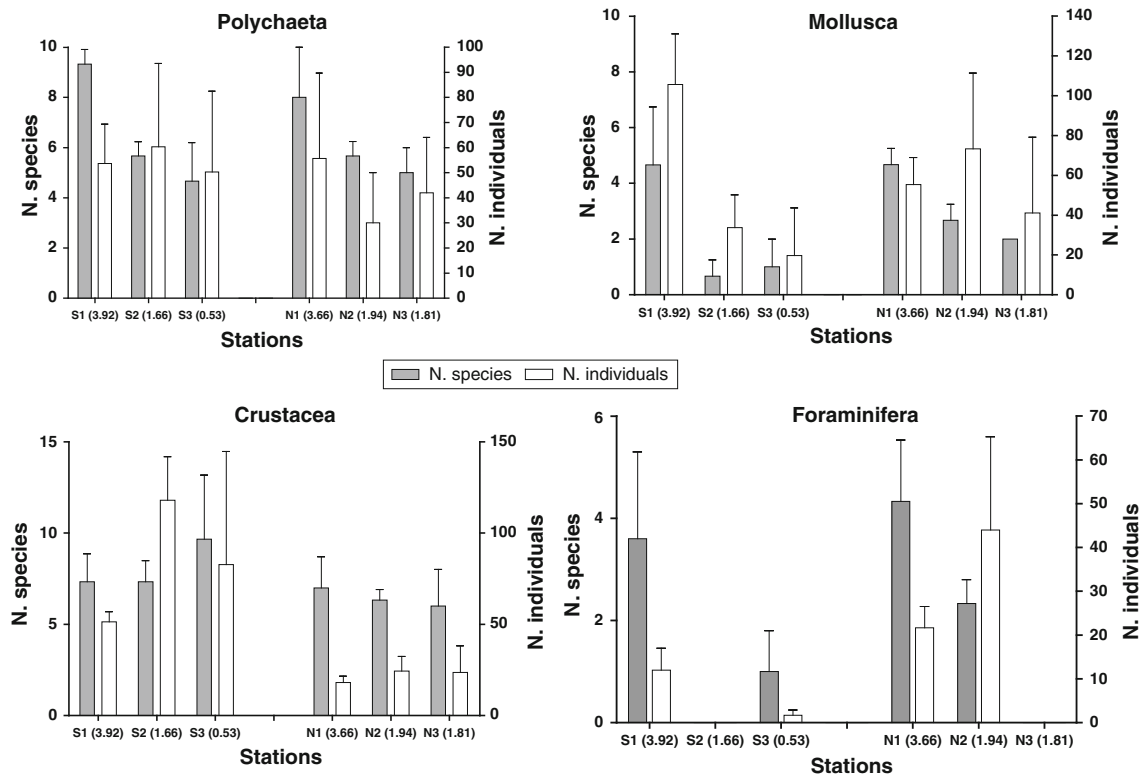 Polychaeta
10
8
6
4
2
0
N. species
100
90
80
70
60
50
40
30
20
10
0
N. individuals
S1 (3.92) S2 (1.66) S3 (0.53) N1 (3.66) N2 (1.94) N3 (1.81)
Stations
Mollusca
10
8
6
4
2
0
N. species
140
120
100
80
60
40
20
0
N. individuals
S1 (3.92) S2 (1.66) S3 (0.53) N1 (3.66) N2 (1.94) N3 (1.81)
Stations
N. species N. individuals
Crustacea
15
10
5
0
N. species
150
100
50
0
N. individuals
S1 (3.92) S2 (1.66) S3 (0.53) N1 (3.66) N2 (1.94) N3 (1.81)
Stations
Foraminifera
6
4
2
0
N. species
70
60
50
40
30
20
10
0
N. individuals
S1 (3.92) S2 (1.66) S3 (0.53) N1 (3.66) N2 (1.94) N3 (1.81)
Stations